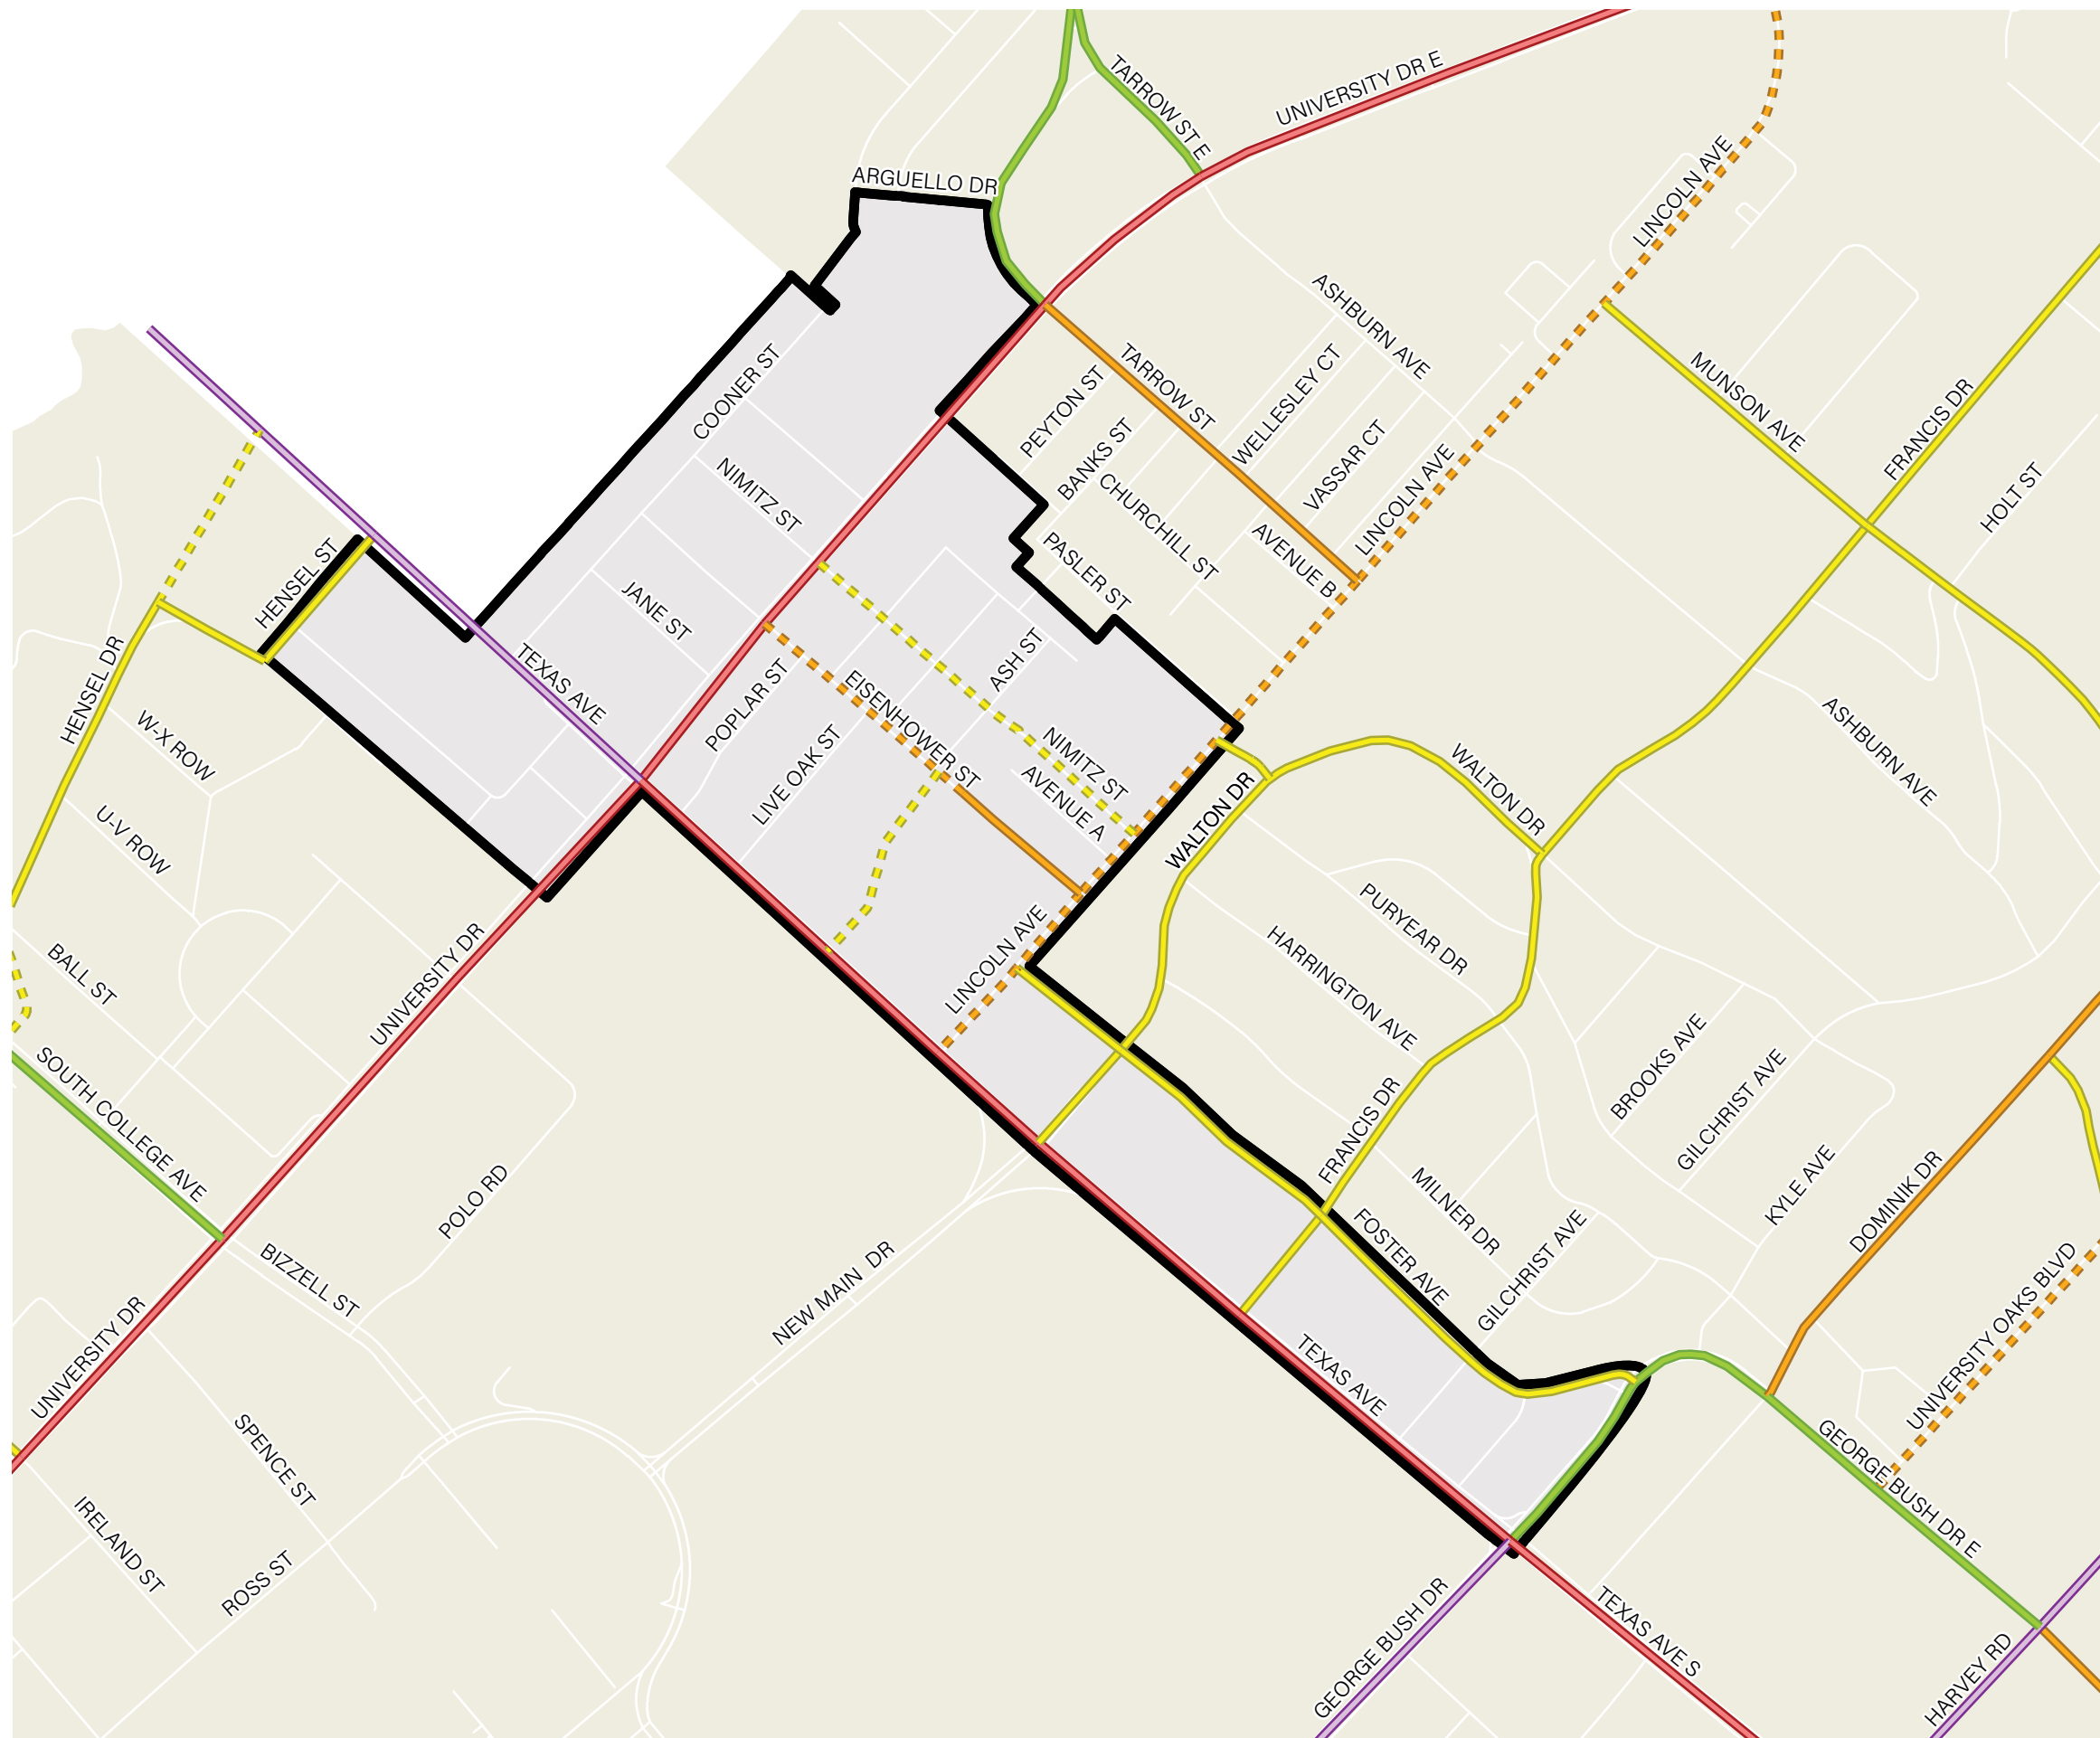 TARROW ST E
UNIVERSITY DR E
ARGUELLO DR
LINCOLN AVE
ASHBURN AVE
COONER ST
PEYTON ST
TARROW ST
WELLESLEY CT
MUNSON AVE
FRANCIS DR
BANKS ST
VASSAR CT
NIMITZ ST
CHURCHILL ST
LINCOLN AVE
HOLT ST
HENSEL ST
PASLER ST
AVENUE B
JANE ST
HENSEL DR
TEXAS AVE
ASH ST
POPLAR ST
EISENHOWER ST
W-X ROW
LIVE OAK ST
NIMITZ ST
AVENUE A
WALTON DR
WALTON DR
ASHBURN AVE
U-V ROW
PURYEAR DR
BALL ST
UNIVERSITY DR
LINCOLN AVE
HARRINGTON AVE
SOUTH COLLEGE AVE
BROOKS AVE
GILCHRIST AVE
FRANCIS DR
POLO RD
MILNER DR
KYLE AVE
DOMINIK DR
BIZZELL ST
NEW MAIN DR
FOSTER AVE
GILCHRIST AVE
UNIVERSITY OAKS BLVD
UNIVERSITY DR
TEXAS AVE
SPENCE ST
GEORGE BUSH DR E
IRELAND ST
ROSS ST
GEORGE BUSH DR
TEXAS AVE S
HARVEY RD